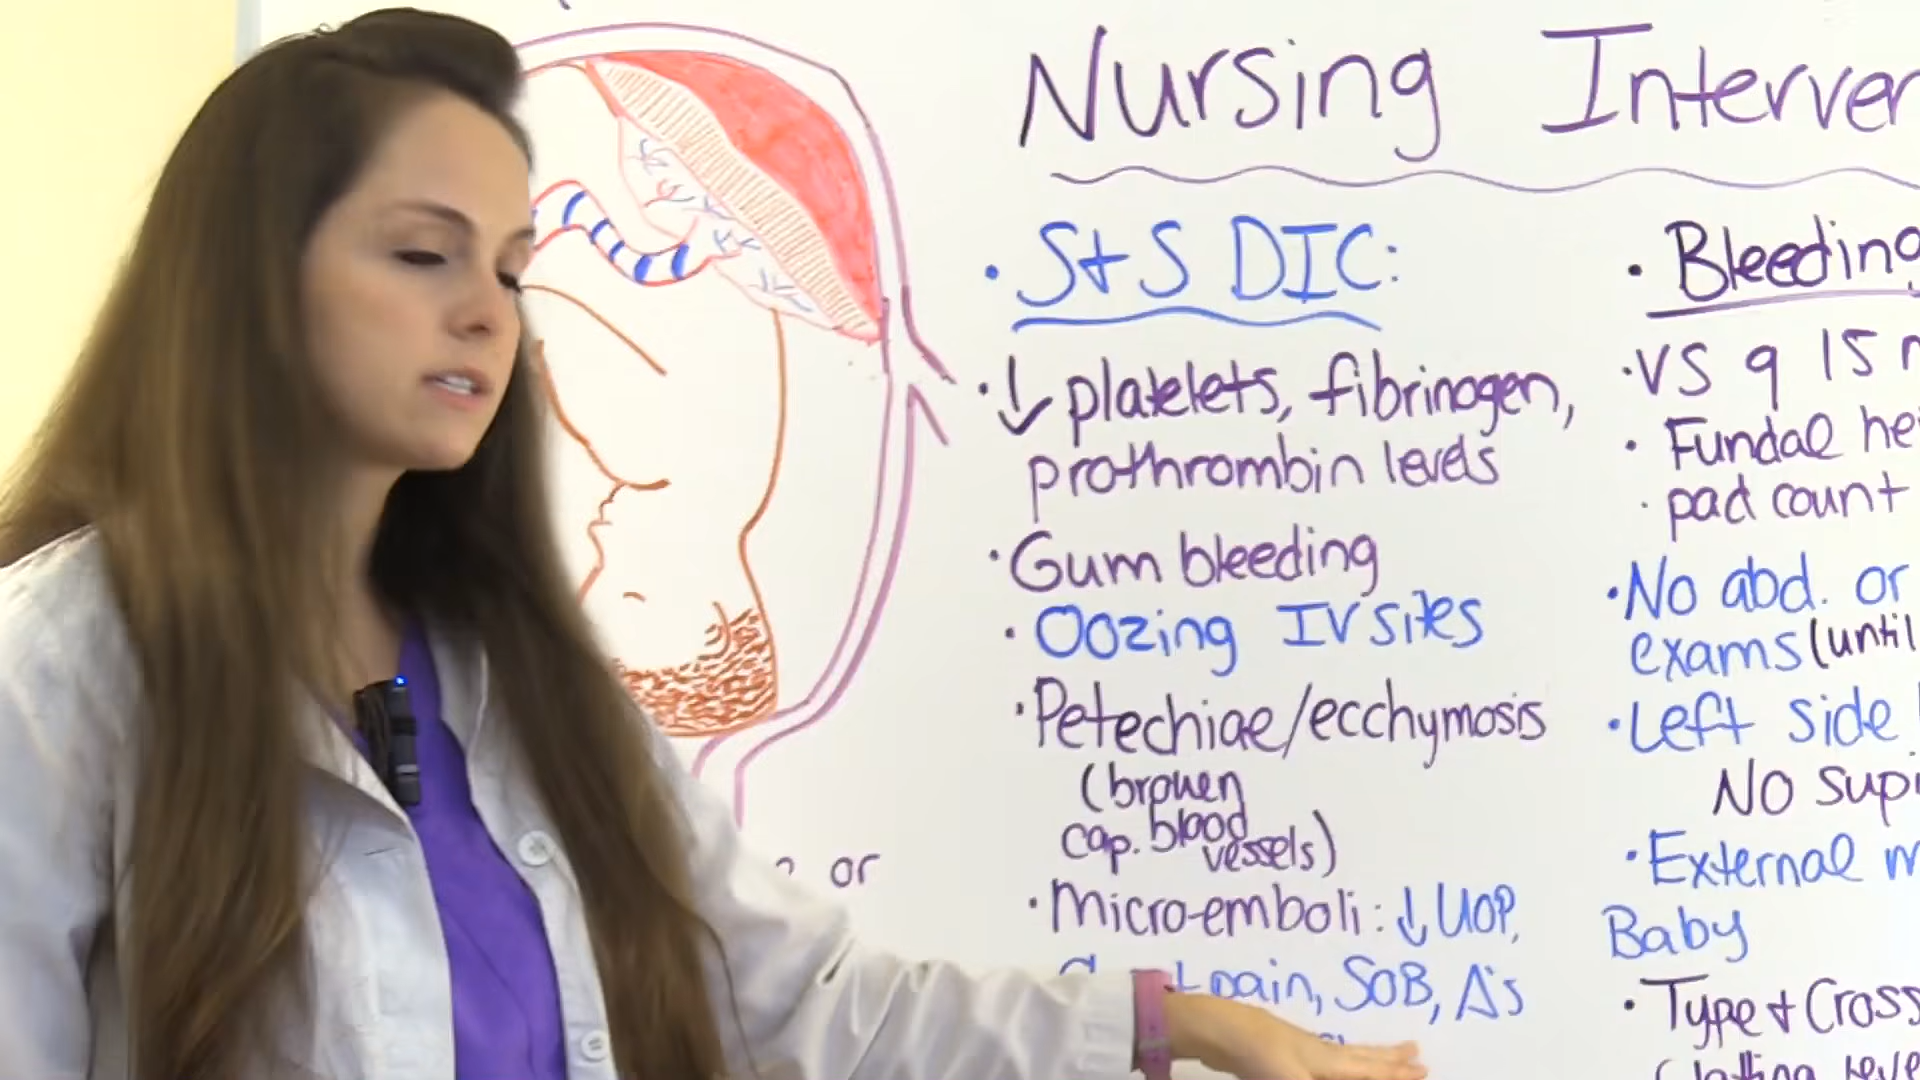 Nursing Interven
• S+S DIC:
• ↓ platelets, fibrinogen,
prothrombin levels
• Gum bleeding
• Oozing IV sites
• Petechiae/ecchymosis
(browen
cap. blood
vessels)
• Micro-emboli: ↓ UOP,
pain, SOB, Δ's
or
• Bleeding
• VS q 15
• Fundal he
• pad count
• No abd. or
exams (until
• Left side
No supi
• External m
Baby
• Type + Cross